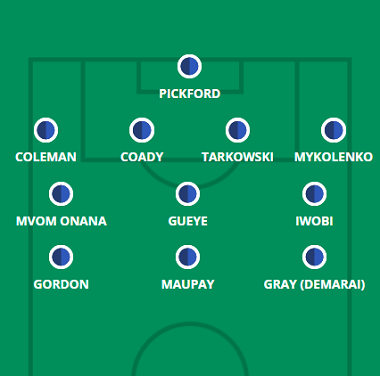 PICKFORD
COLEMAN COADY TARKOWSKI MYKOLENKO
MVOM ONANA GUEYE IWOBI
GORDON MAUPAY GRAY (DEMARAI)